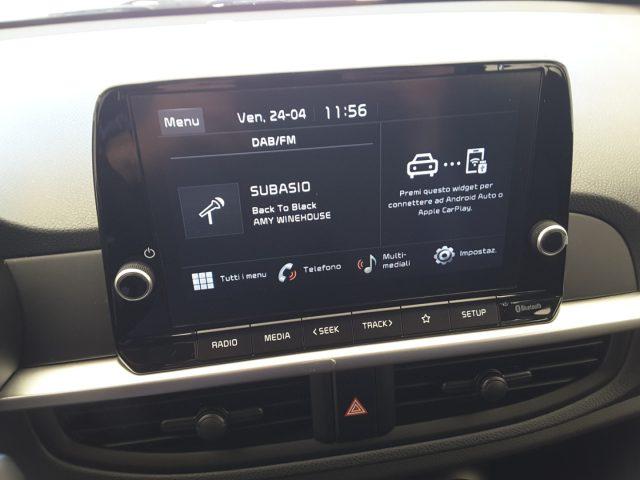 Menu
Ven, 24-04
11:56
DAB/FM
SUBASIO
Back To Black
AMY WINEHOUSE
Premi questo widget per
connettere ad Android Auto o
Apple CarPlay.
Tutti i menu
Telefono
Multi-
mediali
Impostaz.
RADIO
MEDIA
<SEEK
TRACK>
SETUP
Bluetooth